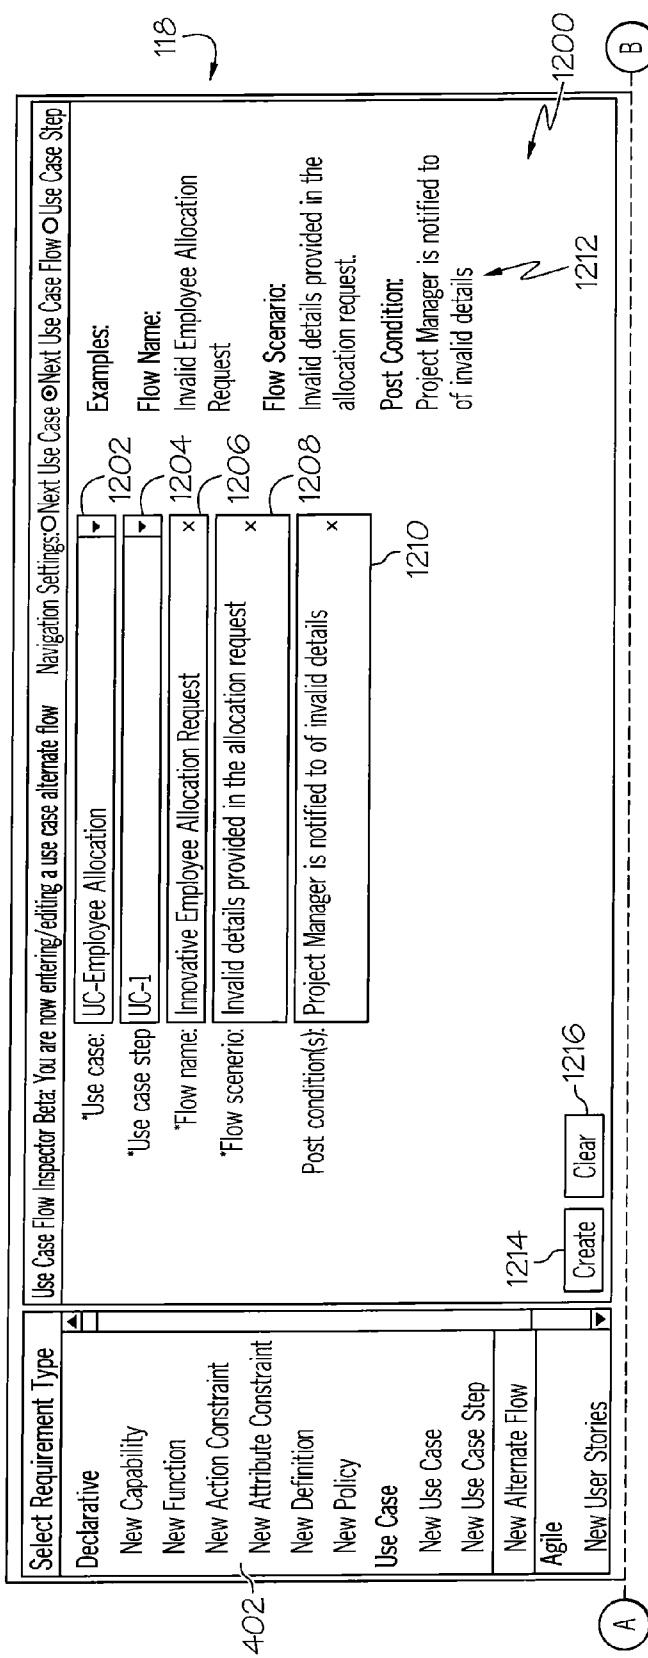 118
Select Requirement Type
Declarative
New Capability
New Function
New Action Constraint
New Attribute Constraint
New Definition
New Policy
Use Case
New Use Case
New Use Case Step
New Alternate Flow
Agile
New User Stories
402
Use Case Flow Inspector Beta: You are now entering/editing a use case alternate flow Navigation Settings: Next Use Case Next Use Case Flow Use Case Step
*Use case: UC-Employee Allocation
1202
*Use case step UC-1
1204
*Flow name: Innovative Employee Allocation Request x
1206
*Flow scenerio: Invalid details provided in the allocation request x
1208
Post condition(s): Project Manager is notified to of invalid details x
1210
Examples:
Flow Name:
Invalid Employee Allocation
Request
Flow Scenario:
Invalid details provided in the
allocation request.
Post Condition:
Project Manager is notified to
of invalid details
1212
1200
1214
Create
Clear
1216
A
B